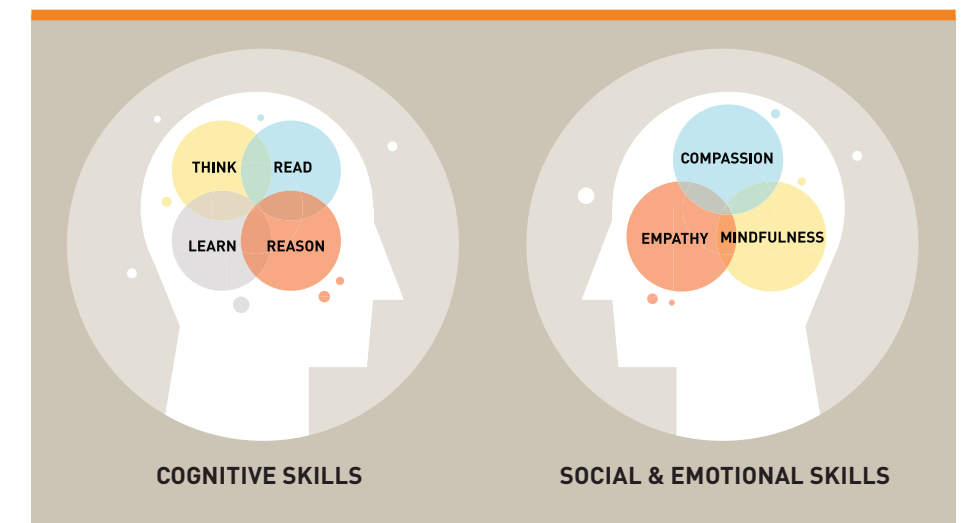 THINK
READ
LEARN
REASON
COMPASSION
EMPATHY
MINDFULNESS
COGNITIVE SKILLS
SOCIAL & EMOTIONAL SKILLS